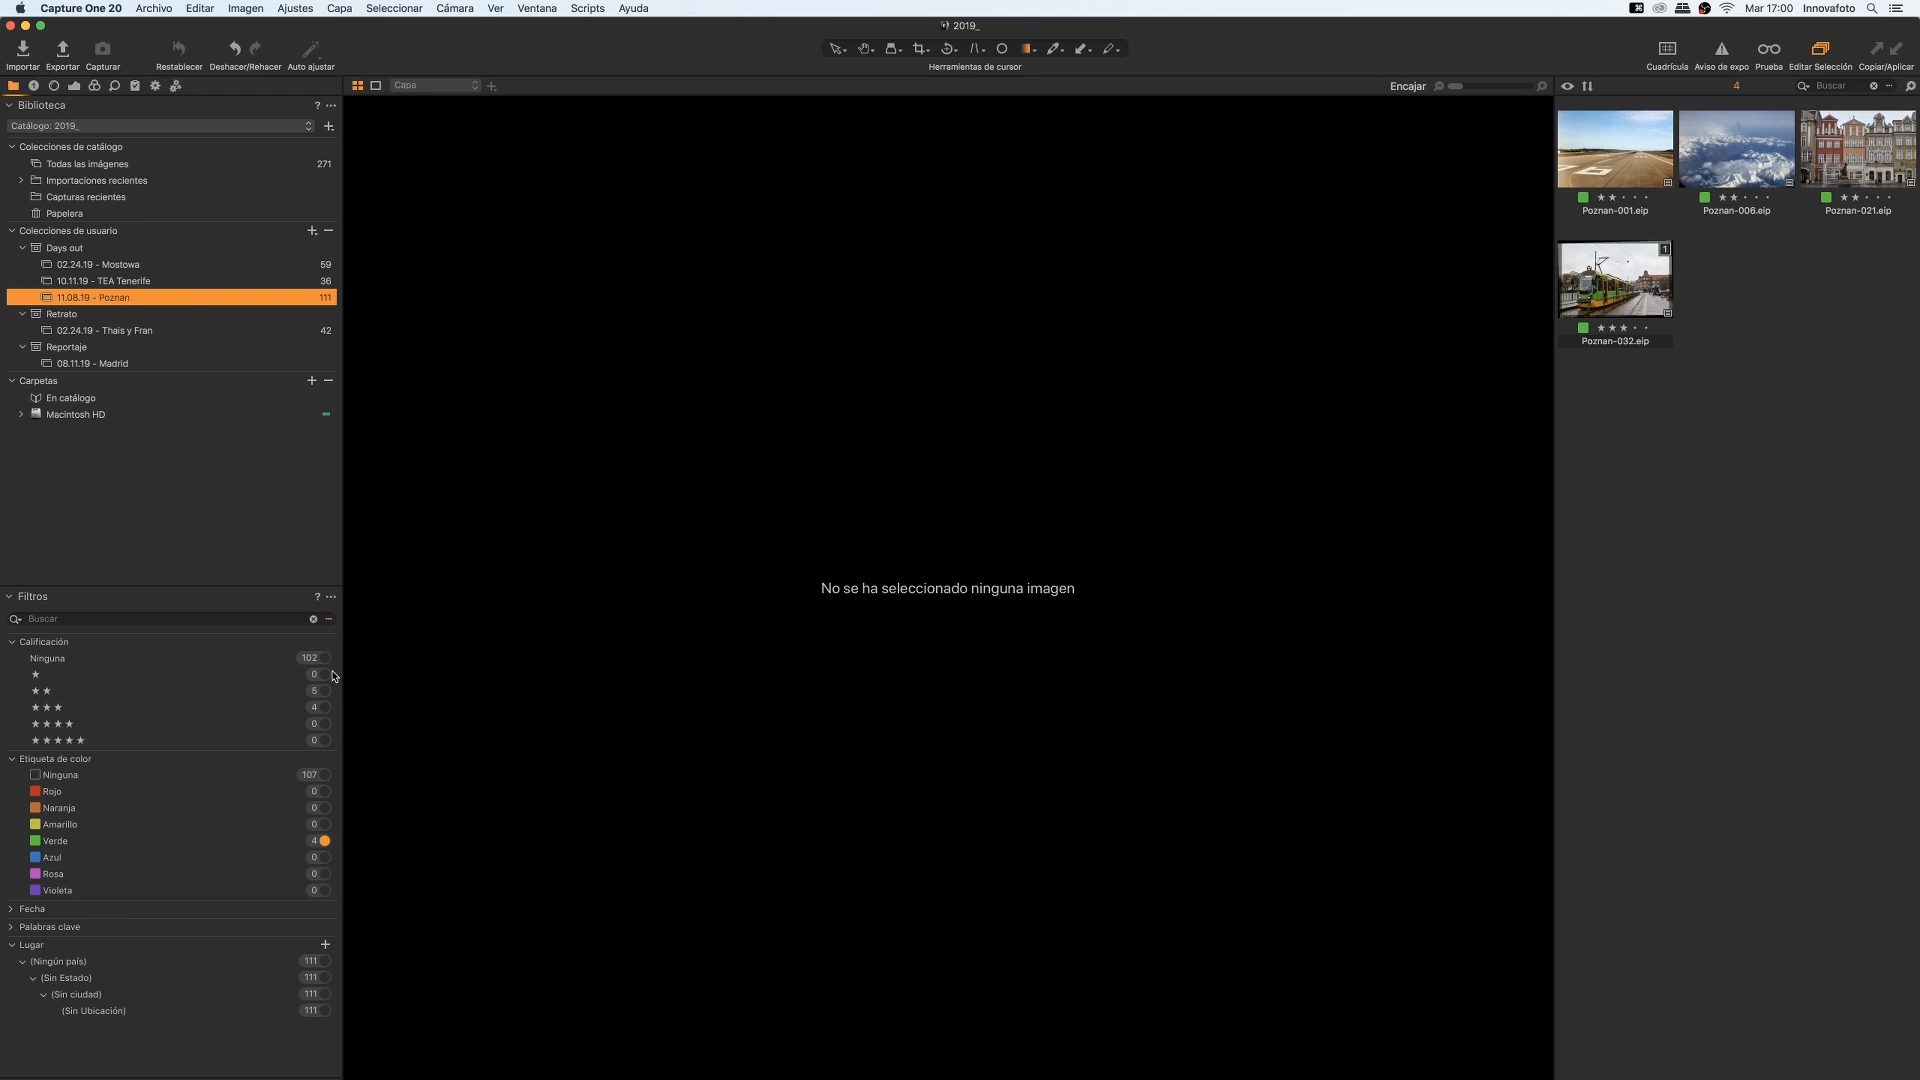 Capture One 20 Archivo Editar Imagen Ajustes Capa Seleccionar Cámara Ver Ventana Scripts Ayuda Mar 17:00 Innovafoto
2019_
Importar Exportar Capturar Restablecer Deshacer/Rehacer Auto ajustar Herramientas de cursor Cuadrícula Aviso de expo Prueba Editar Selección Copiar/Aplicar
Capa Encajar 4 Buscar
Biblioteca ?
Catálogo: 2019_
Colecciones de catálogo
Todas las imágenes 271
Importaciones recientes
Capturas recientes
Papelera
Colecciones de usuario
Days out
02.24.19 - Mostowa 59
10.11.19 - TEA Tenerife 36
11.08.19 - Poznan 111
Retrato
02.24.19 - Thais y Fran 42
Reportaje
08.11.19 - Madrid
Carpetas
En catálogo
Macintosh HD
Filtros ?
Buscar
Calificación
Ninguna 102
0
5
4
0
0
Etiqueta de color
Ninguna 107
Rojo 0
Naranja 0
Amarillo 0
Verde 4
Azul 0
Rosa 0
Violeta 0
Fecha
Palabras clave
Lugar
(Ningún país) 111
(Sin Estado) 111
(Sin ciudad) 111
(Sin Ubicación) 111
No se ha seleccionado ninguna imagen
Poznan-001.eip Poznan-006.eip Poznan-021.eip
1
Poznan-032.eip